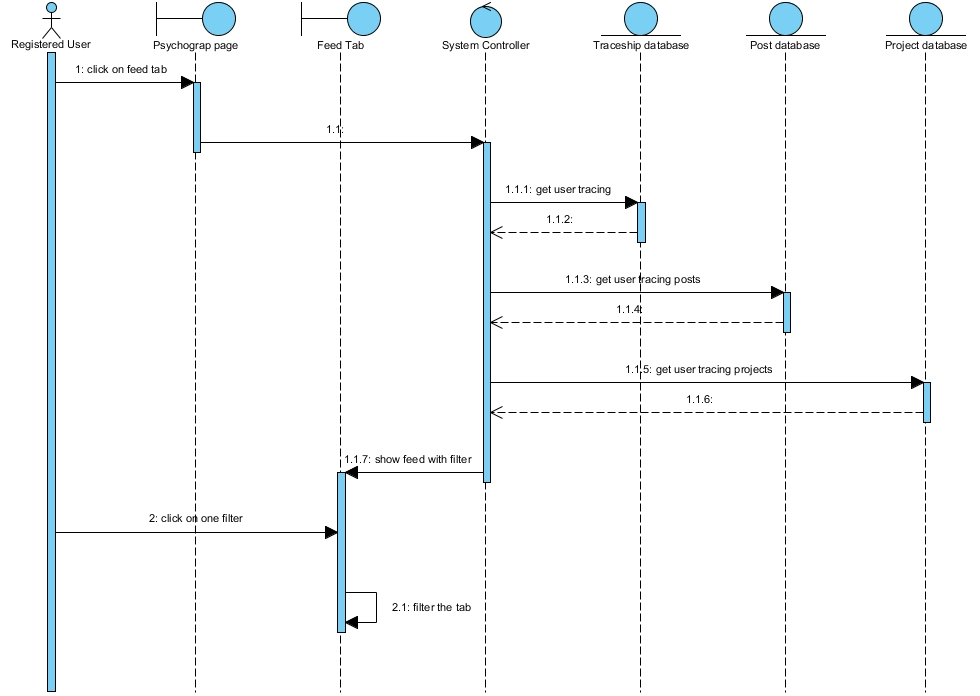 Registered User
Psychograp page
Feed Tab
System Controller
Traceship database
Post database
Project database
1: click on feed tab
1.1:
1.1.1: get user tracing
1.1.2:
1.1.3: get user tracing posts
1.1.4:
1.1.5: get user tracing projects
1.1.6:
1.1.7: show feed with filter
2: click on one filter
2.1: filter the tab